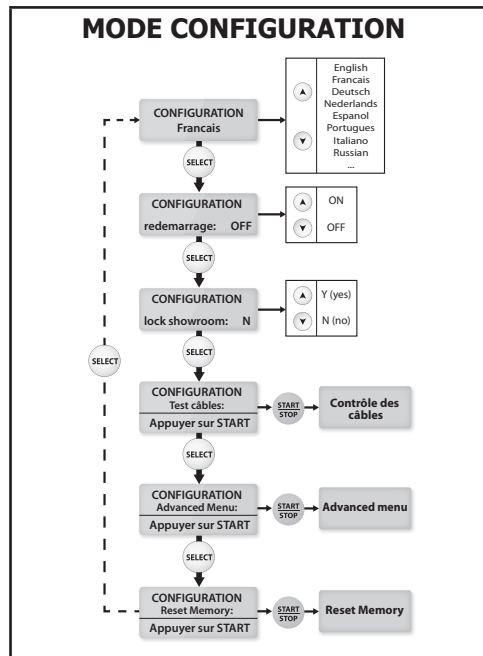 MODE CONFIGURATION
CONFIGURATION
Francais
English
Francais
Deutsch
Nederlands
Espanol
Portugues
Italiano
Russian
...
SELECT
CONFIGURATION
redemarrage: OFF
ON
OFF
SELECT
CONFIGURATION
lock showroom: N
Y (yes)
N (no)
SELECT
SELECT
CONFIGURATION
Test câbles:
Appuyer sur START
START
STOP
Contrôle des
câbles
SELECT
CONFIGURATION
Advanced Menu:
Appuyer sur START
START
STOP
Advanced menu
SELECT
CONFIGURATION
Reset Memory:
Appuyer sur START
START
STOP
Reset Memory